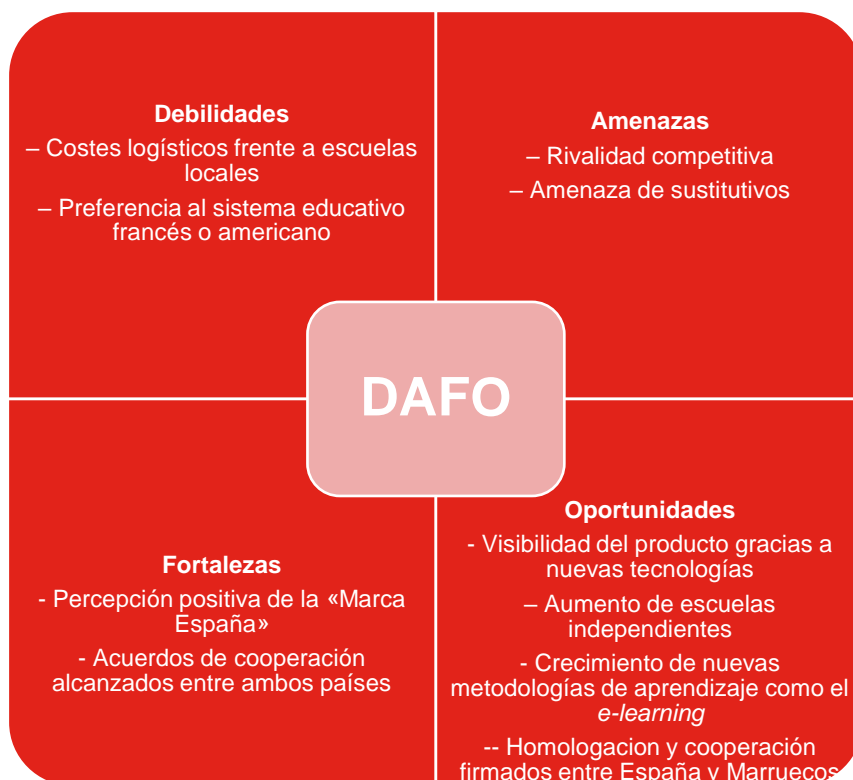 Debilidades
– Costes logísticos frente a escuelas
locales
– Preferencia al sistema educativo
francés o americano
Amenazas
– Rivalidad competitiva
– Amenaza de sustitutivos
DAFO
Fortalezas
- Percepción positiva de la «Marca
España»
- Acuerdos de cooperación
alcanzados entre ambos países
Oportunidades
- Visibilidad del producto gracias a
nuevas tecnologías
– Aumento de escuelas
independientes
- Crecimiento de nuevas
metodologías de aprendizaje como el
e-learning
-- Homologacion y cooperación
firmados entre España y Marruecos